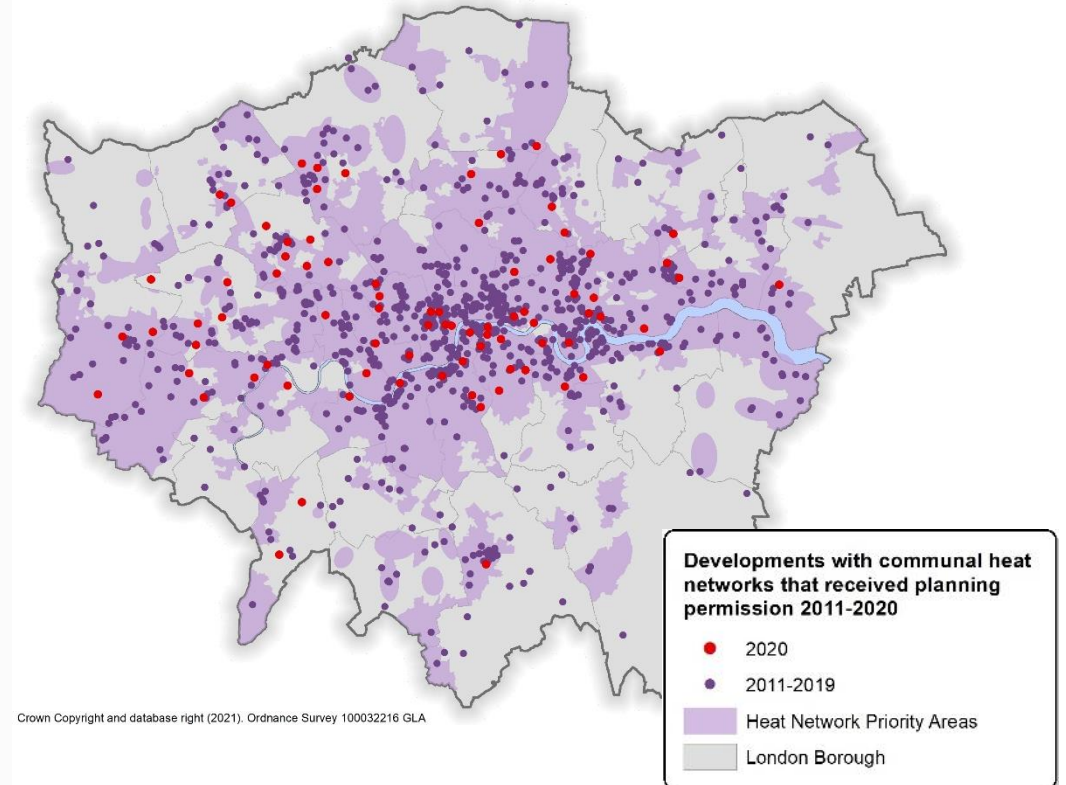 Developments with communal heat
networks that received planning
permission 2011-2020
2020
2011-2019
Heat Network Priority Areas
London Borough
Crown Copyright and database right (2021). Ordnance Survey 100032216 GLA